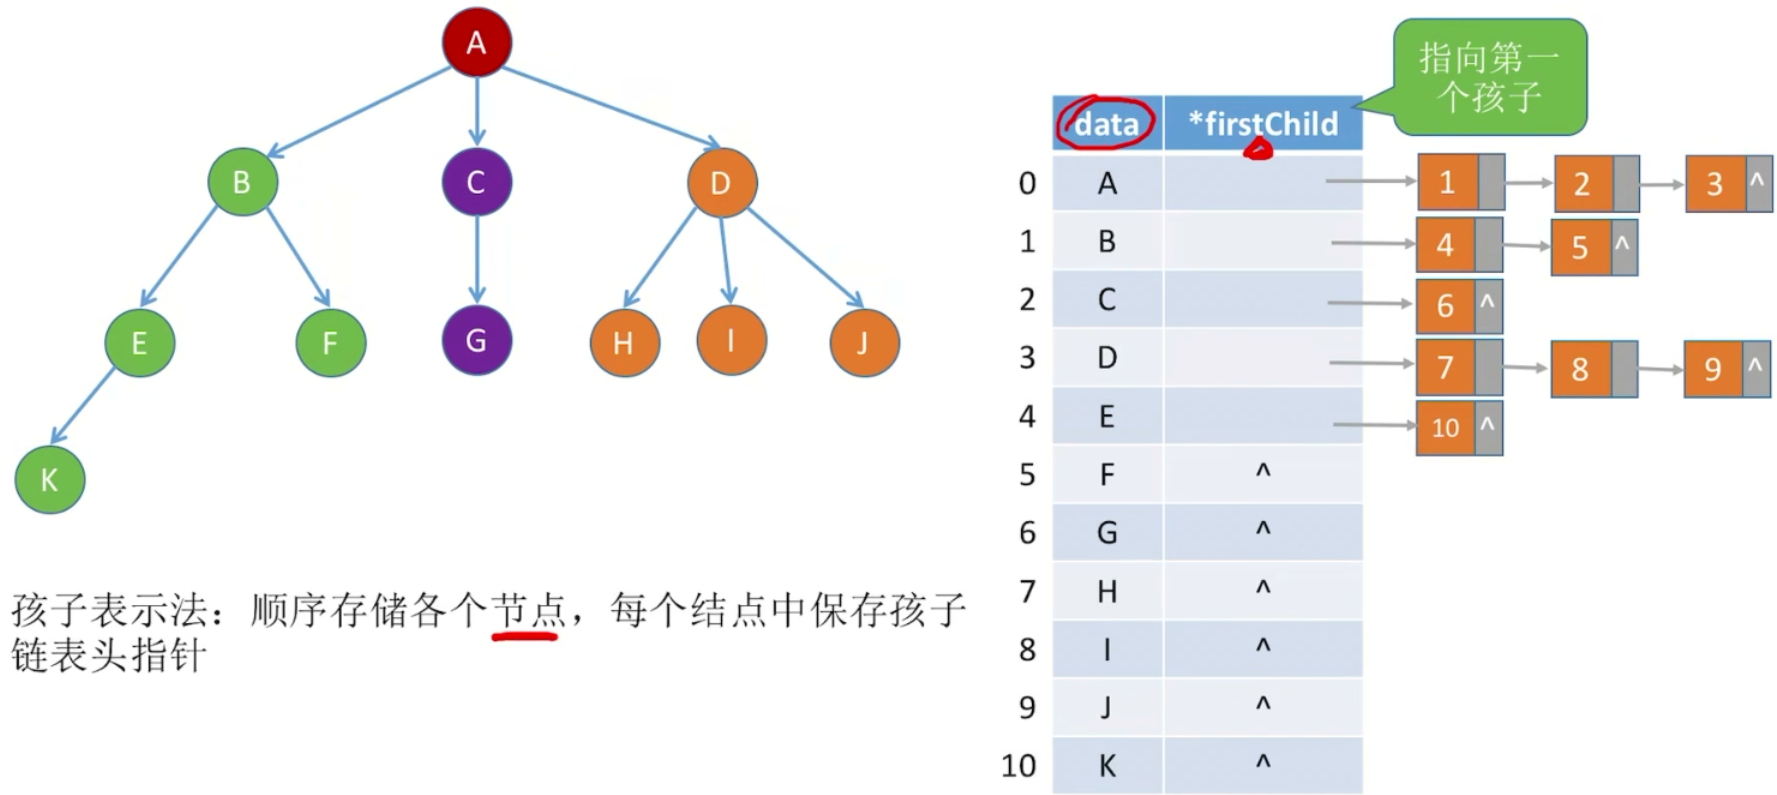 A
B
C
D
E
F
G
H
I
J
K
孩子表示法：顺序存储各个节点，每个结点中保存孩子
链表头指针
指向第一
个孩子
data *firstChild
0 A 1 2 3 ^
1 B 4 5 ^
2 C 6 ^
3 D 7 8 9 ^
4 E 10 ^
5 F ^
6 G ^
7 H ^
8 I ^
9 J ^
10 K ^